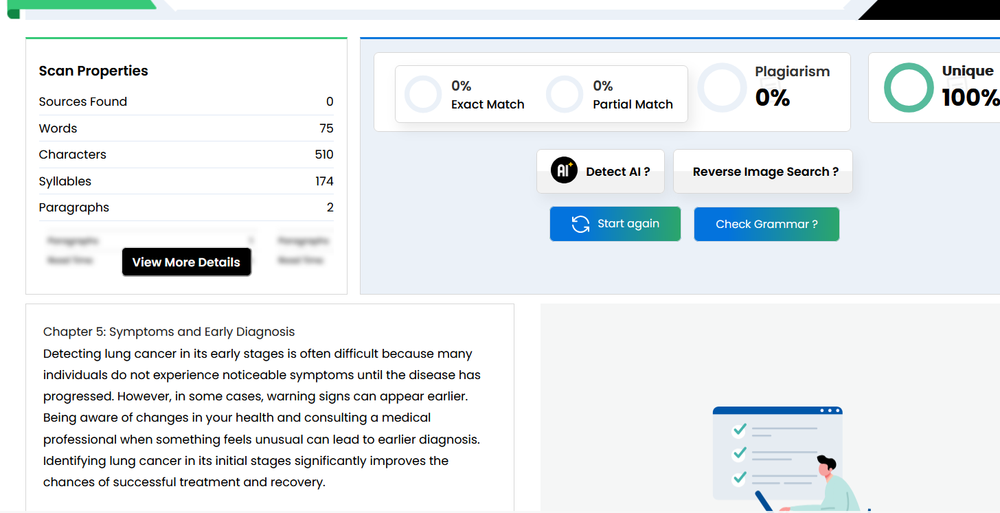 Scan Properties
Sources Found 0
Words 75
Characters 510
Syllables 174
Paragraphs 2
View More Details
0%
Exact Match
0%
Partial Match
Plagiarism
0%
Unique
100%
AI
Detect AI ?
Reverse Image Search ?
Start again
Check Grammar ?
Chapter 5: Symptoms and Early Diagnosis
Detecting lung cancer in its early stages is often difficult because many
individuals do not experience noticeable symptoms until the disease has
progressed. However, in some cases, warning signs can appear earlier.
Being aware of changes in your health and consulting a medical
professional when something feels unusual can lead to earlier diagnosis.
Identifying lung cancer in its initial stages significantly improves the
chances of successful treatment and recovery.